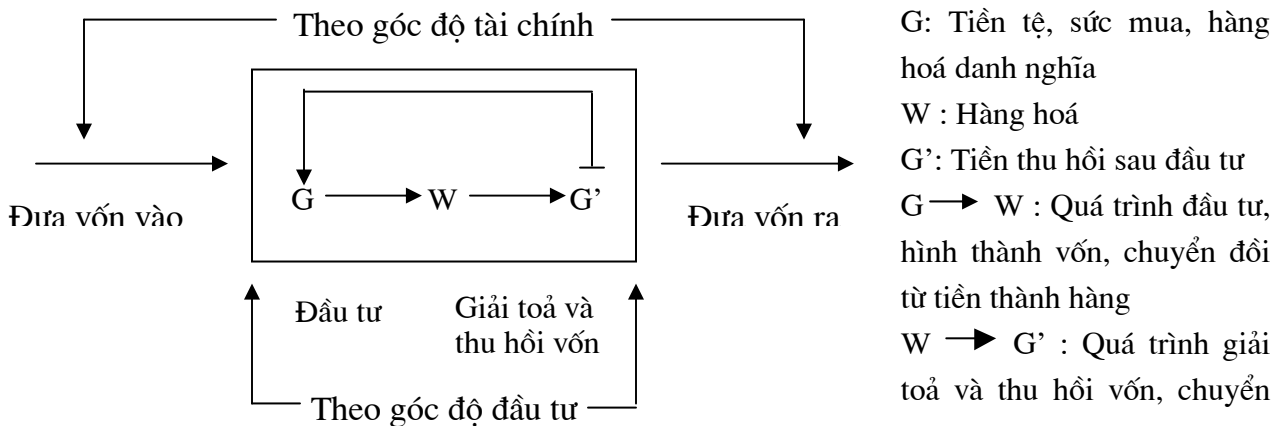 Theo góc độ tài chính
G → W → G’
Đưa vốn vào
Đưa vốn ra
Đầu tư
Giải toả và
thu hồi vốn
Theo góc độ đầu tư
G: Tiền tệ, sức mua, hàng
hoá danh nghĩa
W : Hàng hoá
G’: Tiền thu hồi sau đầu tư
G → W : Quá trình đầu tư,
hình thành vốn, chuyển đồi
từ tiền thành hàng
W → G’ : Quá trình giải
toả và thu hồi vốn, chuyển